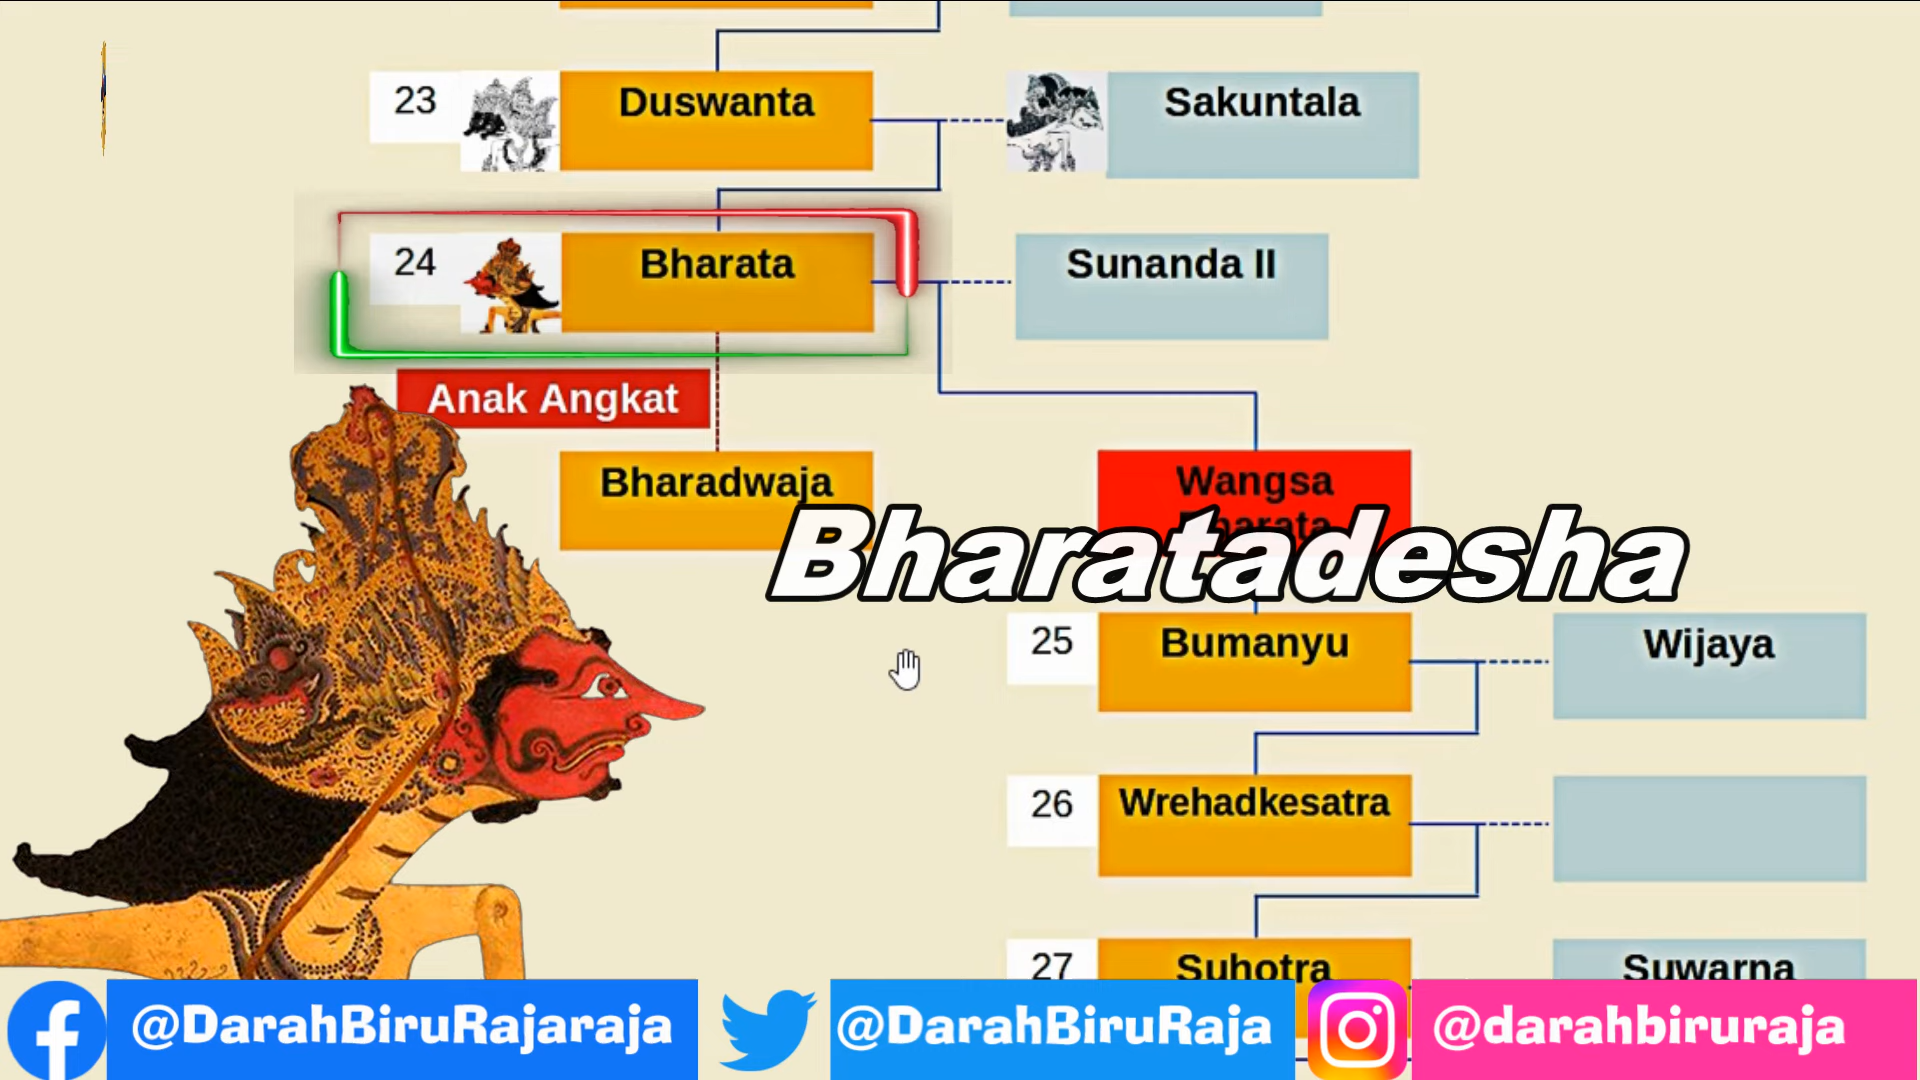 23
Duswanta
Sakuntala
24
Bharata
Sunanda II
Anak Angkat
Bharadwaja
Wangsa
Bharata
Bharatadesha
25
Bumanyu
Wijaya
26
Wrehadkesatra
27
Suhotra
Suwarna
@DarahBiruRajaraja
@DarahBiruRaja
@darahbiruraja